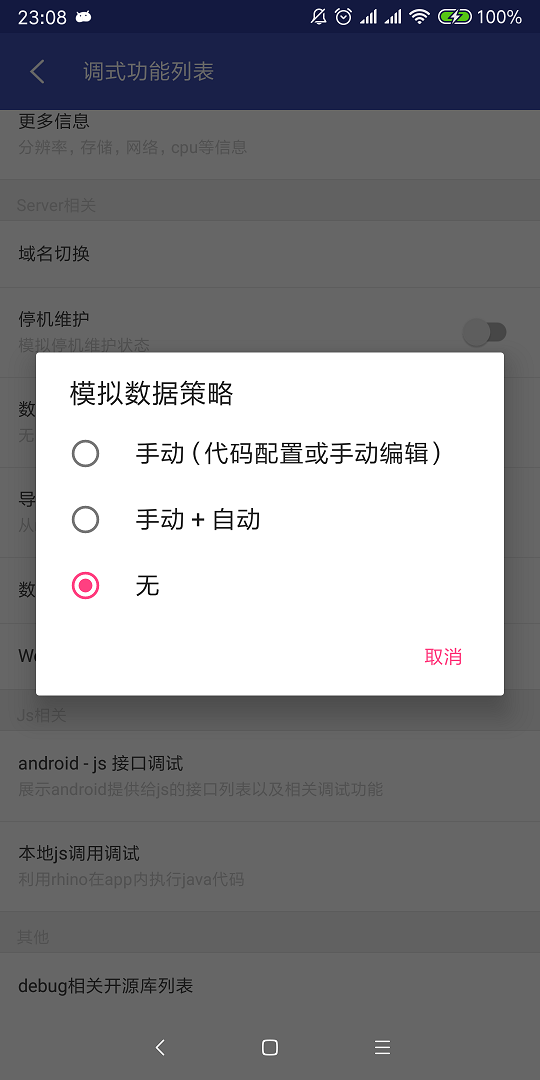 23:08
100%
调式功能列表
更多信息
分辨率，存储，网络，cpu等信息
Server相关
域名切换
停机维护
模拟停机维护状态
数
无
模拟数据策略
手动（代码配置或手动编辑）
导
从
手动 + 自动
数
无
We
取消
Js相关
android - js 接口调试
展示android提供给js的接口列表以及相关调试功能
本地js调用调试
利用rhino在app内执行java代码
其他
debug相关开源库列表